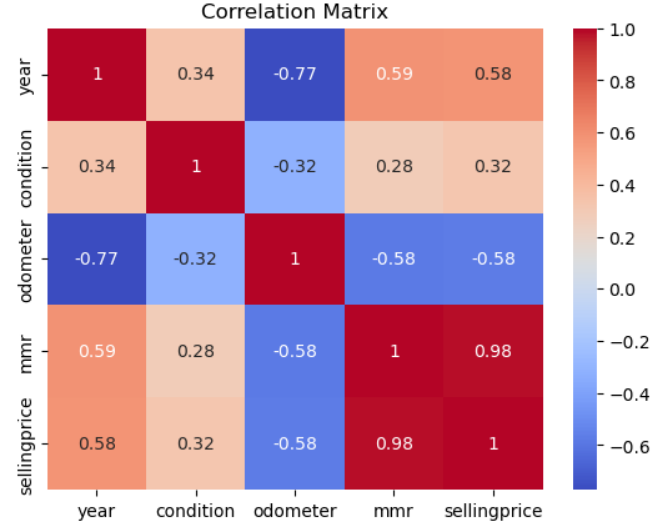 Correlation Matrix
year 1 0.34 -0.77 0.59 0.58
condition 0.34 1 -0.32 0.28 0.32
odometer -0.77 -0.32 1 -0.58 -0.58
mmr 0.59 0.28 -0.58 1 0.98
sellingprice 0.58 0.32 -0.58 0.98 1
year condition odometer mmr sellingprice
1.0
0.8
0.6
0.4
0.2
0.0
−0.2
−0.4
−0.6